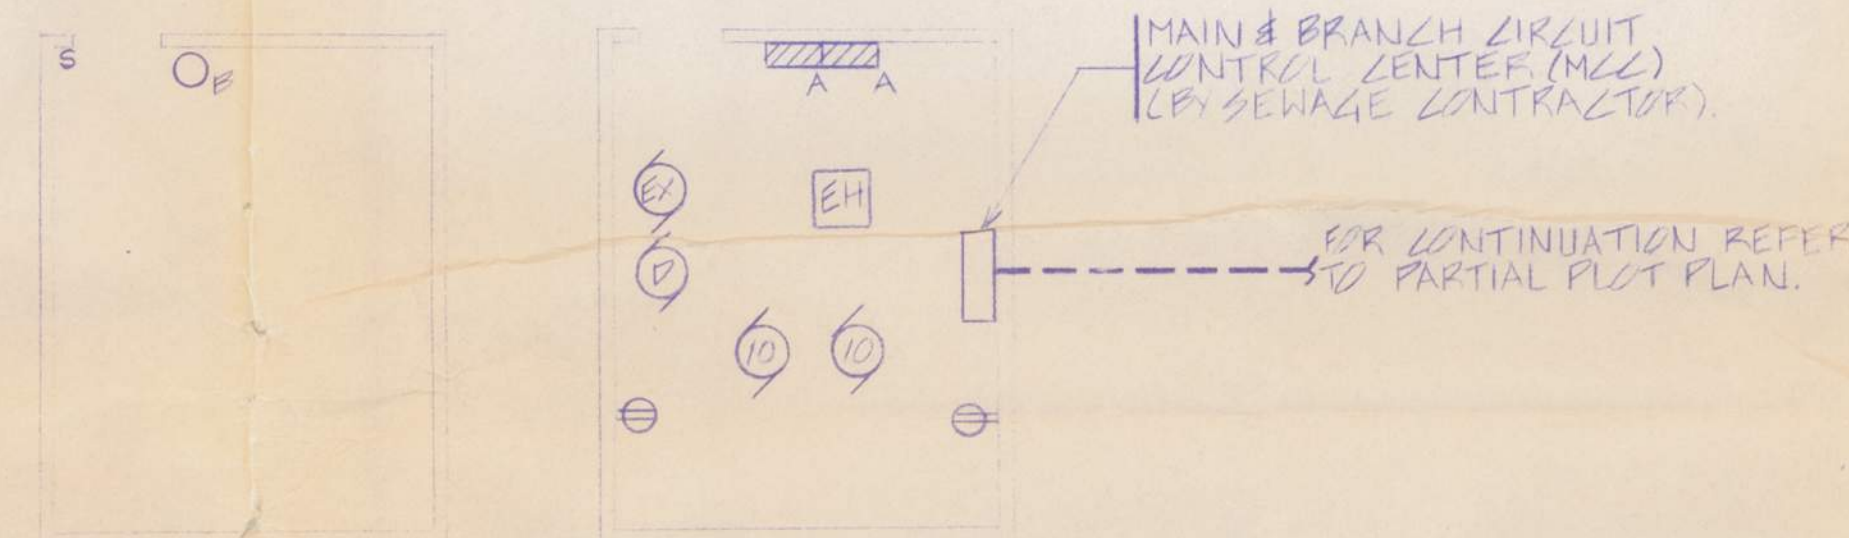 MAIN & BRANCH CIRCUIT
CONTROL CENTER (MCC)
(BY SEWAGE CONTRACTOR).
S
B
A A
EX
EH
D
FOR CONTINUATION REFER
TO PARTIAL PLOT PLAN.
10 10